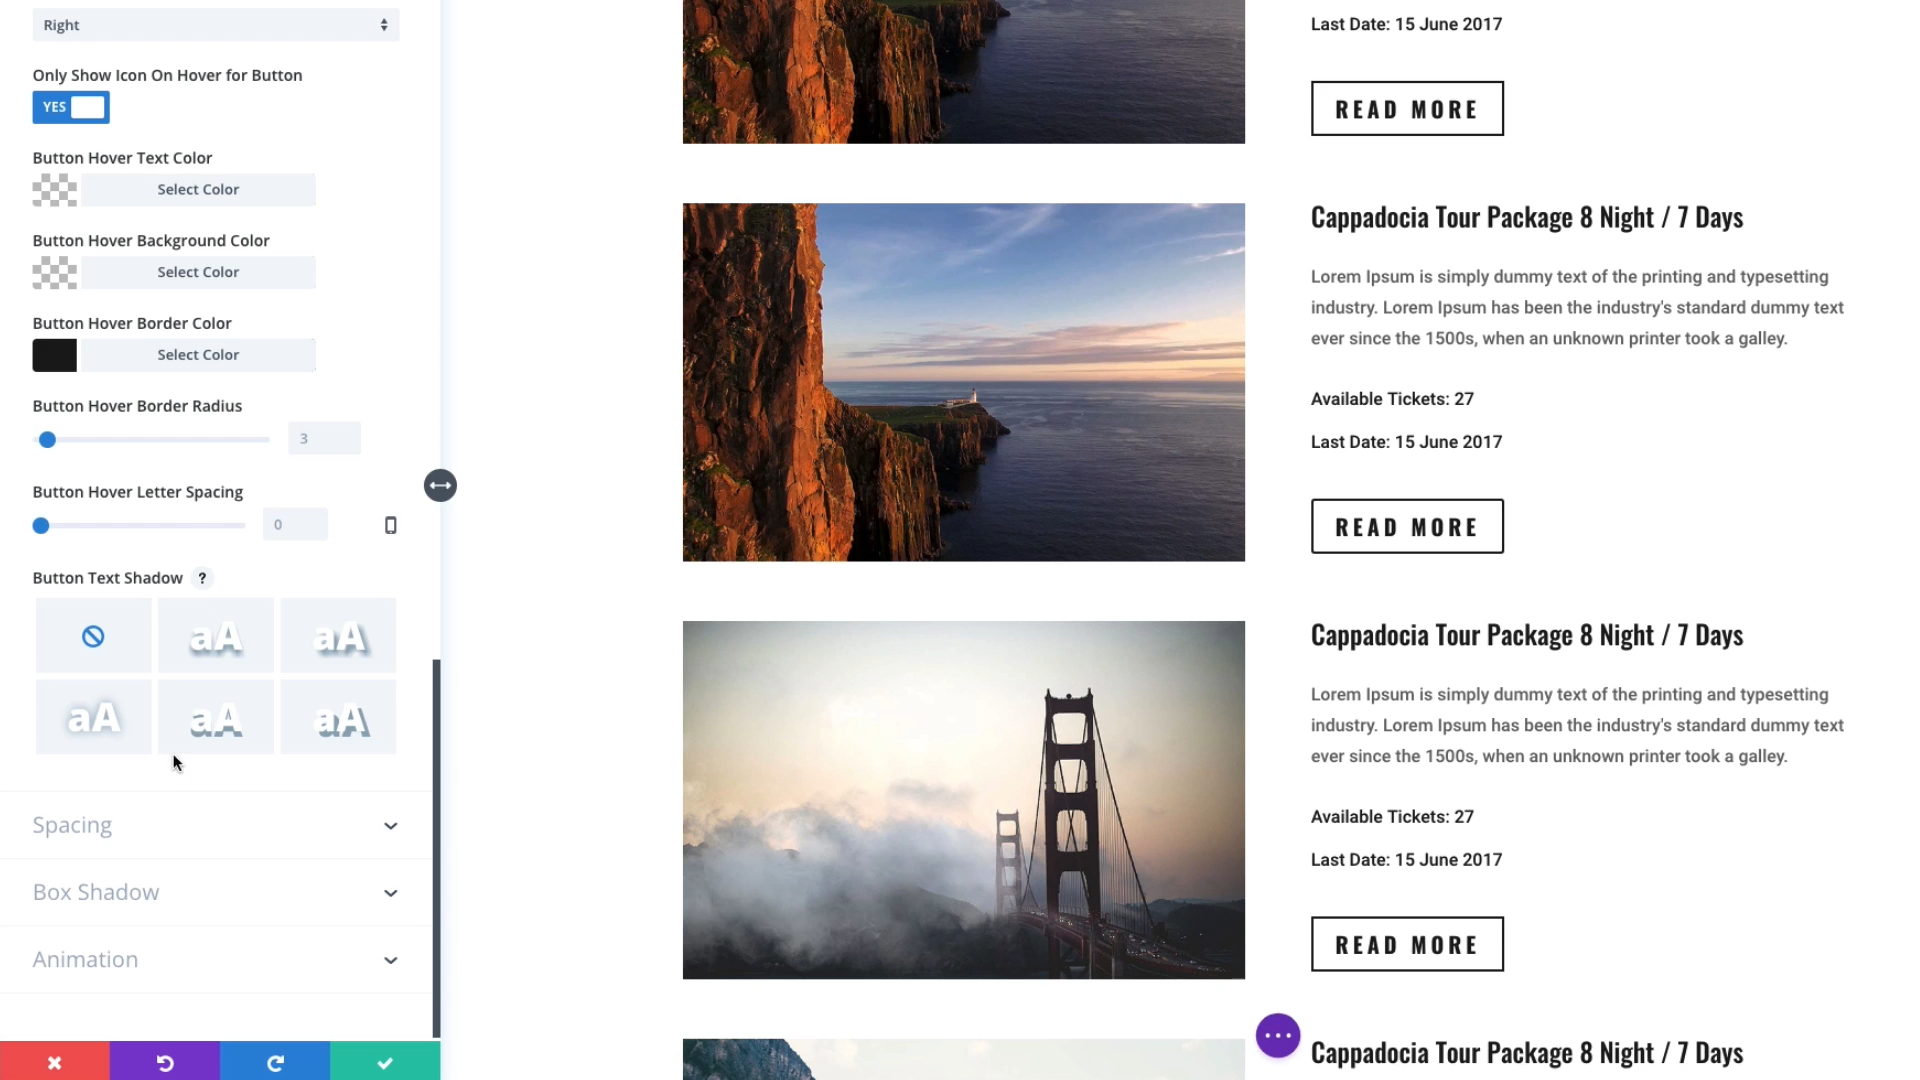 Right
Only Show Icon On Hover for Button
YES
Button Hover Text Color
Select Color
Button Hover Background Color
Select Color
Button Hover Border Color
Select Color
Button Hover Border Radius
3
Button Hover Letter Spacing
0
Button Text Shadow ?
aA aA
aA aA aA
Spacing
Box Shadow
Animation
Last Date: 15 June 2017
READ MORE
Cappadocia Tour Package 8 Night / 7 Days
Lorem Ipsum is simply dummy text of the printing and typesetting
industry. Lorem Ipsum has been the industry's standard dummy text
ever since the 1500s, when an unknown printer took a galley.
Available Tickets: 27
Last Date: 15 June 2017
READ MORE
Cappadocia Tour Package 8 Night / 7 Days
Lorem Ipsum is simply dummy text of the printing and typesetting
industry. Lorem Ipsum has been the industry's standard dummy text
ever since the 1500s, when an unknown printer took a galley.
Available Tickets: 27
Last Date: 15 June 2017
READ MORE
Cappadocia Tour Package 8 Night / 7 Days